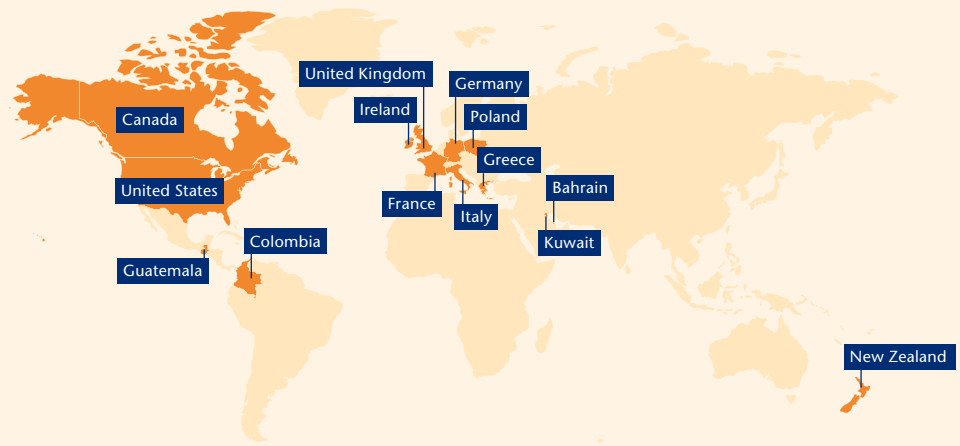 United Kingdom
Germany
Ireland
Poland
Canada
Greece
United States
Bahrain
France
Italy
Colombia
Kuwait
Guatemala
New Zealand